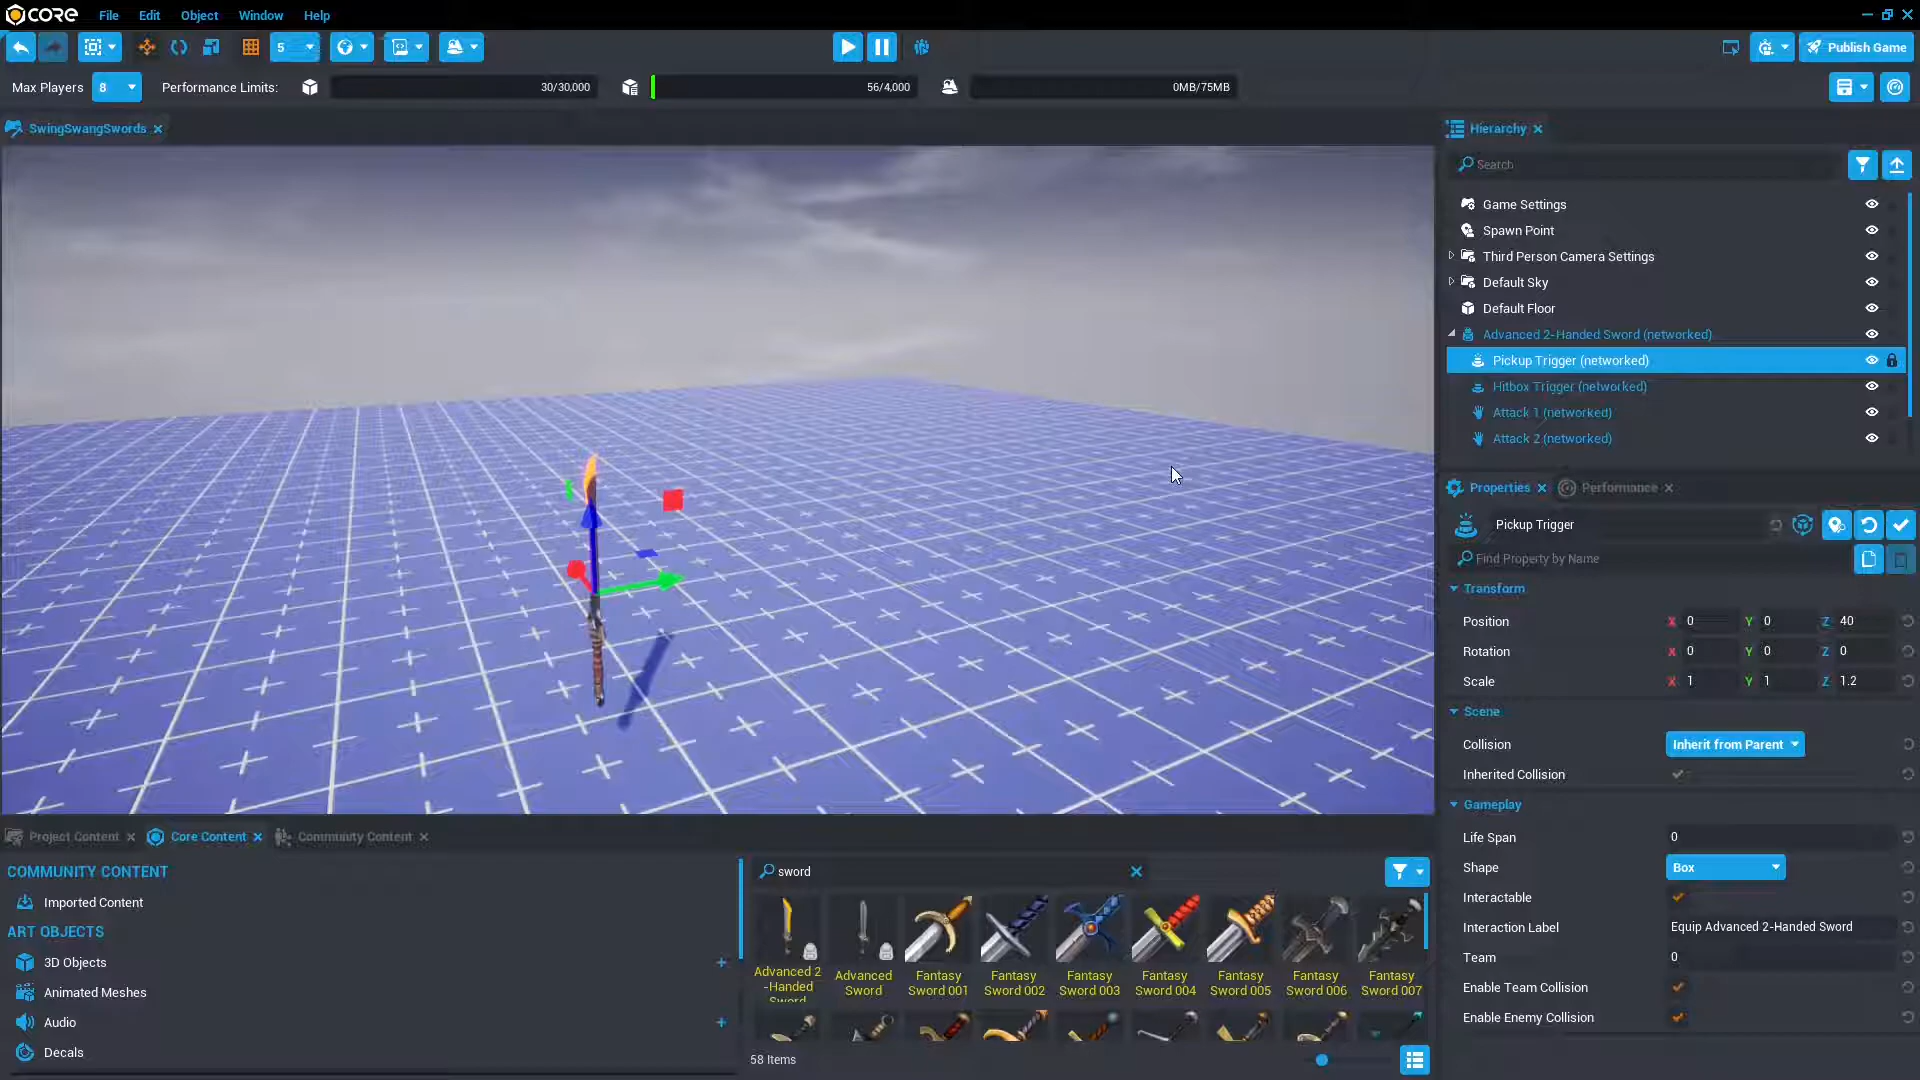 CORE
File Edit Object Window Help
5
Publish Game
Max Players 8 Performance Limits: 30/30,000 56/4,000 0MB/75MB
SwingSwangSwords
Hierarchy
Search
Game Settings
Spawn Point
Third Person Camera Settings
Default Sky
Default Floor
Advanced 2-Handed Sword (networked)
Pickup Trigger (networked)
Hitbox Trigger (networked)
Attack 1 (networked)
Attack 2 (networked)
Properties Performance
Pickup Trigger
Find Property by Name
Transform
Position X 0 Y 0 Z 40
Rotation X 0 Y 0 Z 0
Scale X 1 Y 1 Z 1.2
Scene
Collision Inherit from Parent
Inherited Collision
Gameplay
Life Span 0
Shape Box
Interactable
Interaction Label Equip Advanced 2-Handed Sword
Team 0
Enable Team Collision
Enable Enemy Collision
Project Content Core Content Community Content
COMMUNITY CONTENT
Imported Content
ART OBJECTS
3D Objects
Animated Meshes
Audio
Decals
sword
Advanced 2
-Handed
Sword
Advanced
Sword
Fantasy
Sword 001
Fantasy
Sword 002
Fantasy
Sword 003
Fantasy
Sword 004
Fantasy
Sword 005
Fantasy
Sword 006
Fantasy
Sword 007
58 Items